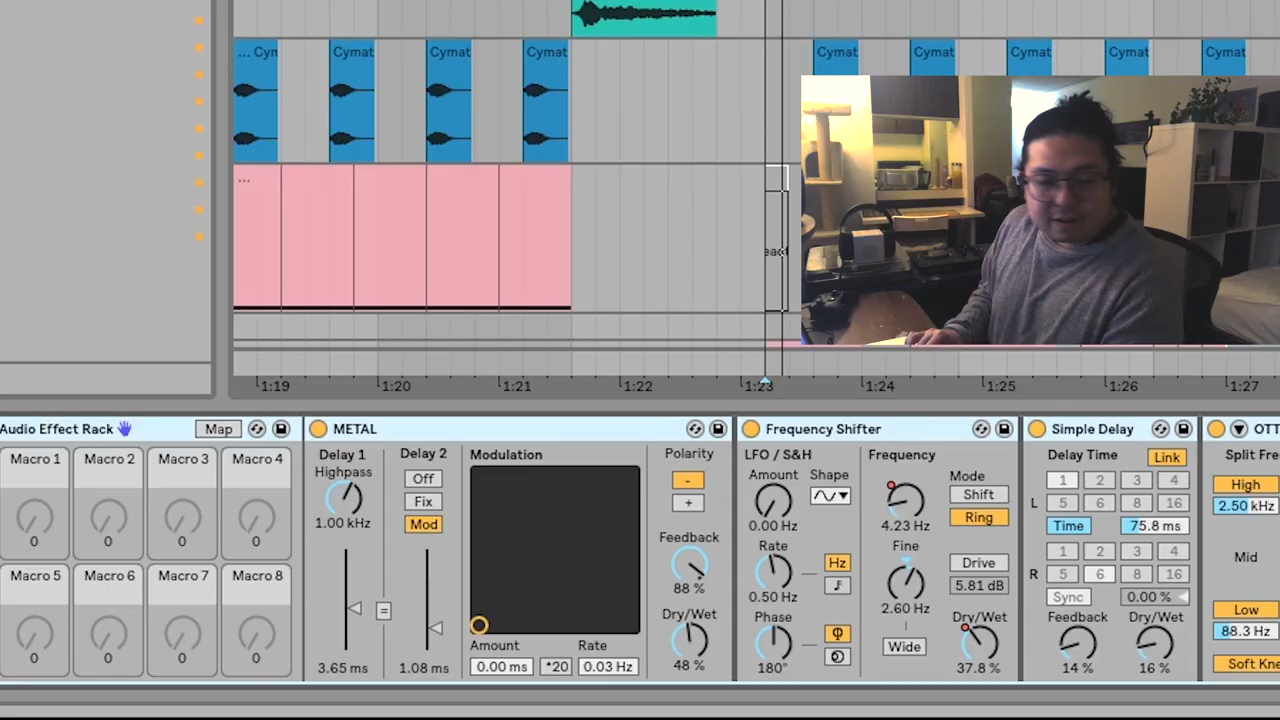 ... Cym Cymat Cymat Cymat Cymat Cymat Cymat Cymat Cymat
...
1:19 1:20 1:21 1:22 1:23 1:24 1:25 1:26 1:27
Audio Effect Rack Map
Macro 1 Macro 2 Macro 3 Macro 4
0 0 0 0
Macro 5 Macro 6 Macro 7 Macro 8
0 0 0 0
METAL
Delay 1 Delay 2 Modulation Polarity
Highpass Off - +
1.00 kHz Fix
Mod
=
3.65 ms 1.08 ms
Amount Rate
0.00 ms *20 0.03 Hz
Feedback
88 %
Dry/Wet
48 %
Frequency Shifter
LFO / S&H
Amount Shape
0.00 Hz
Rate Hz
0.50 Hz
Phase Φ
180°
Frequency
4.23 Hz
Fine
2.60 Hz
Wide
Mode
Shift
Ring
Drive
5.81 dB
Dry/Wet
37.8 %
Simple Delay
Delay Time Link
L 1 2 3 4
5 6 8 16
Time 75.8 ms
R 1 2 3 4
5 6 8 16
Sync 0.00 %
Feedback Dry/Wet
14 % 16 %
OTT
Split Fre
High
2.50 kHz
Mid
Low
88.3 Hz
Soft Kne